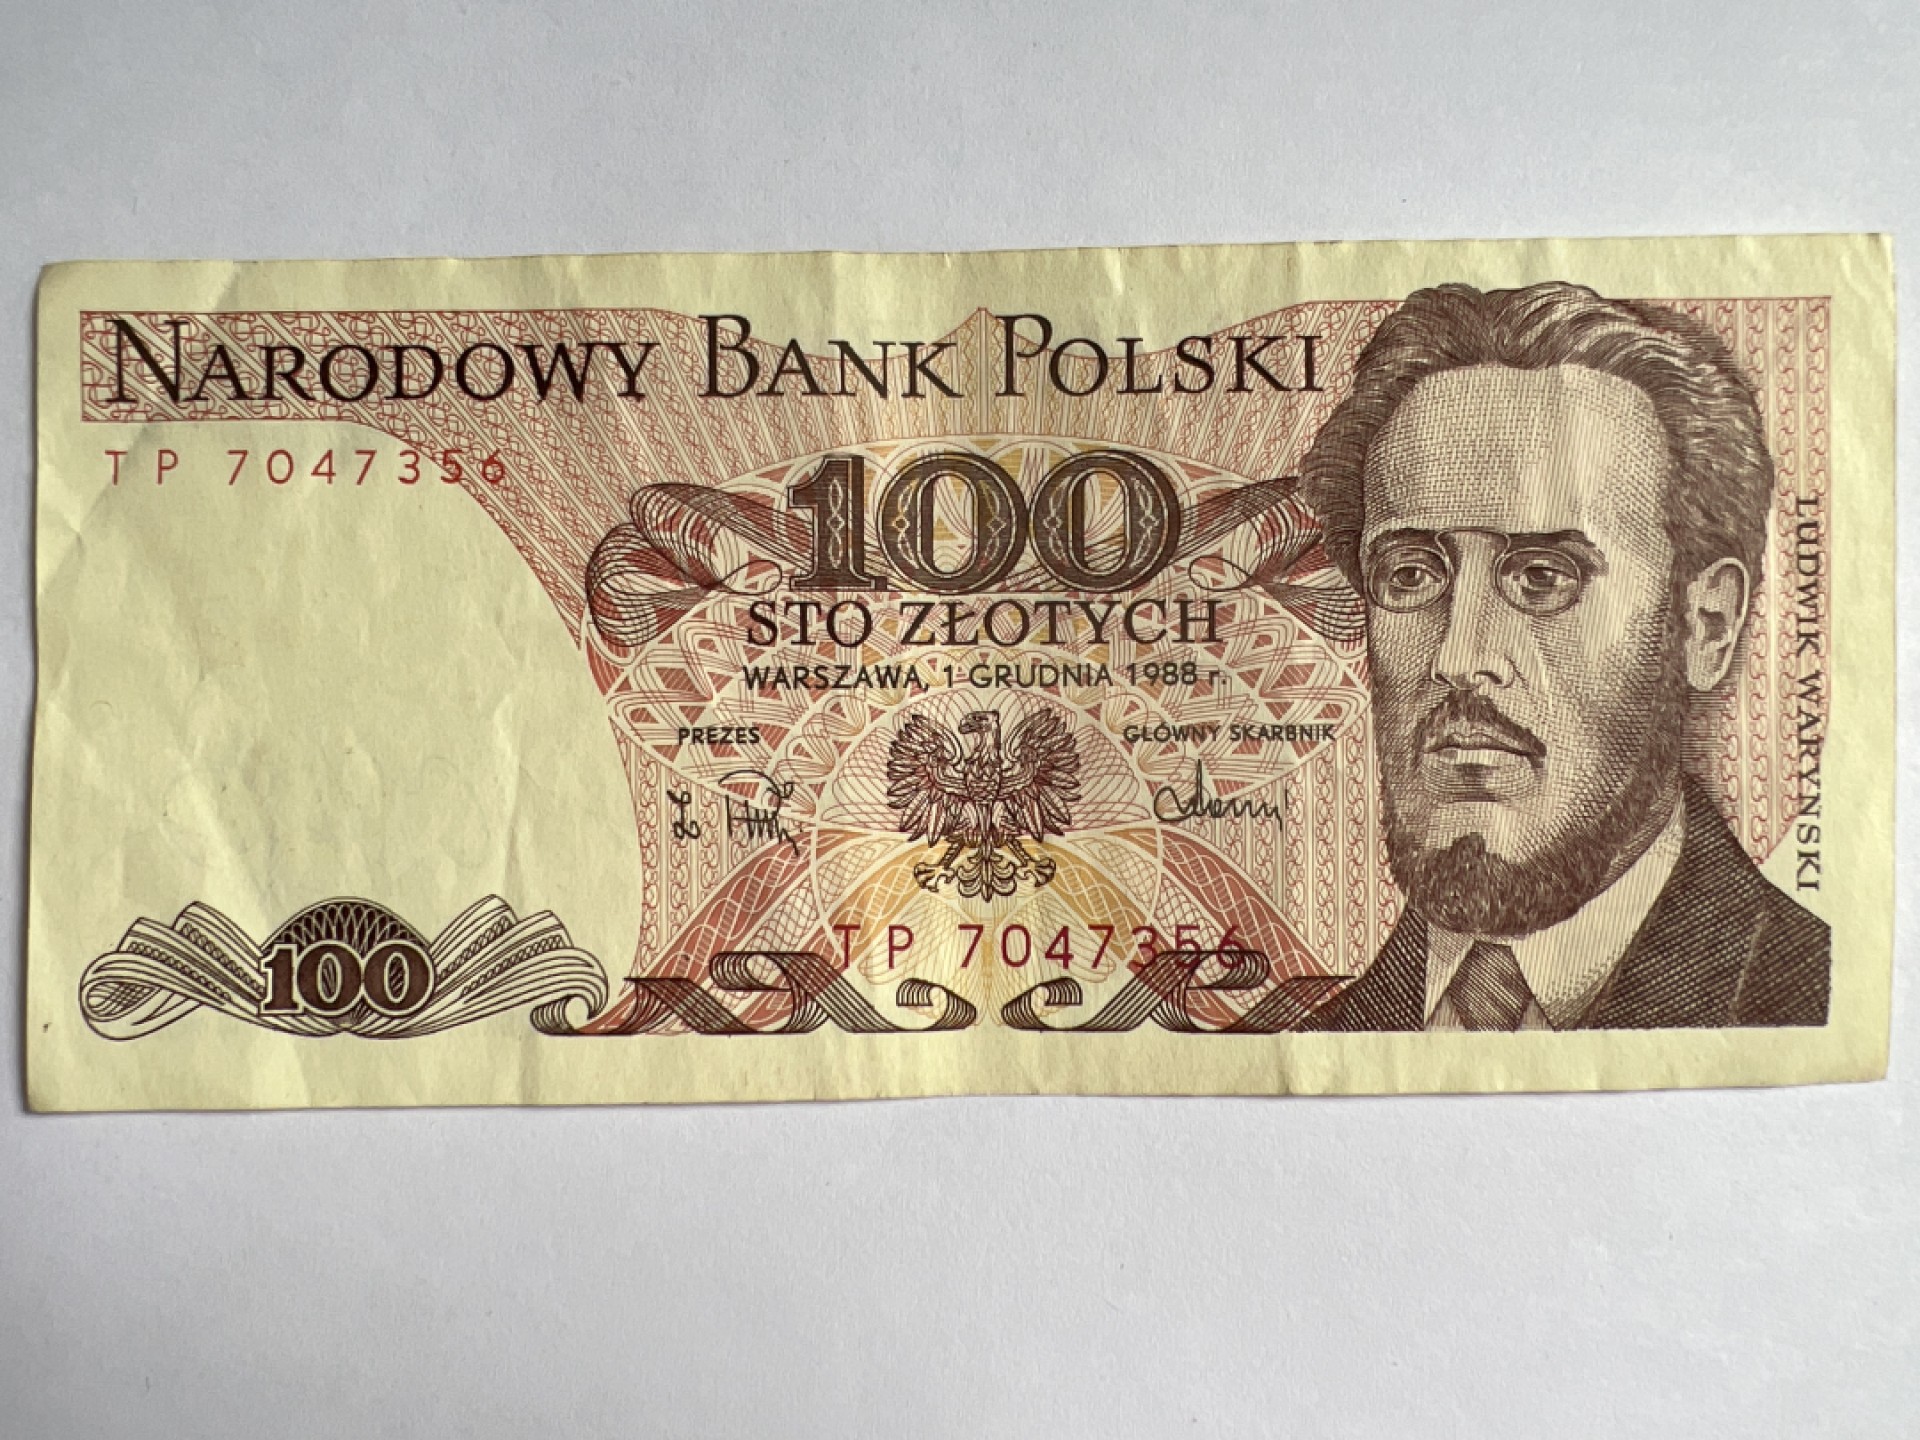 NARODOWY BANK POLSKI
TP 7047356
100
STO ZŁOTYCH
WARSZAWA, 1 GRUDNIA 1988 r.
PREZES
GŁÓWNY SKARBNIK
TP 7047356
100
LUDWIK WARYŃSKI